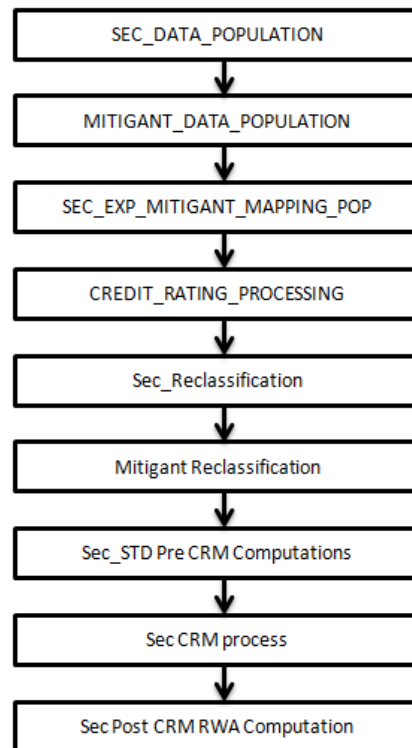 SEC_DATA_POPULATION
MITIGANT_DATA_POPULATION
SEC_EXP_MITIGANT_MAPPING_POP
CREDIT_RATING_PROCESSING
Sec_Reclassification
Mitigant Reclassification
Sec_STD Pre CRM Computations
Sec CRM process
Sec Post CRM RWA Computation